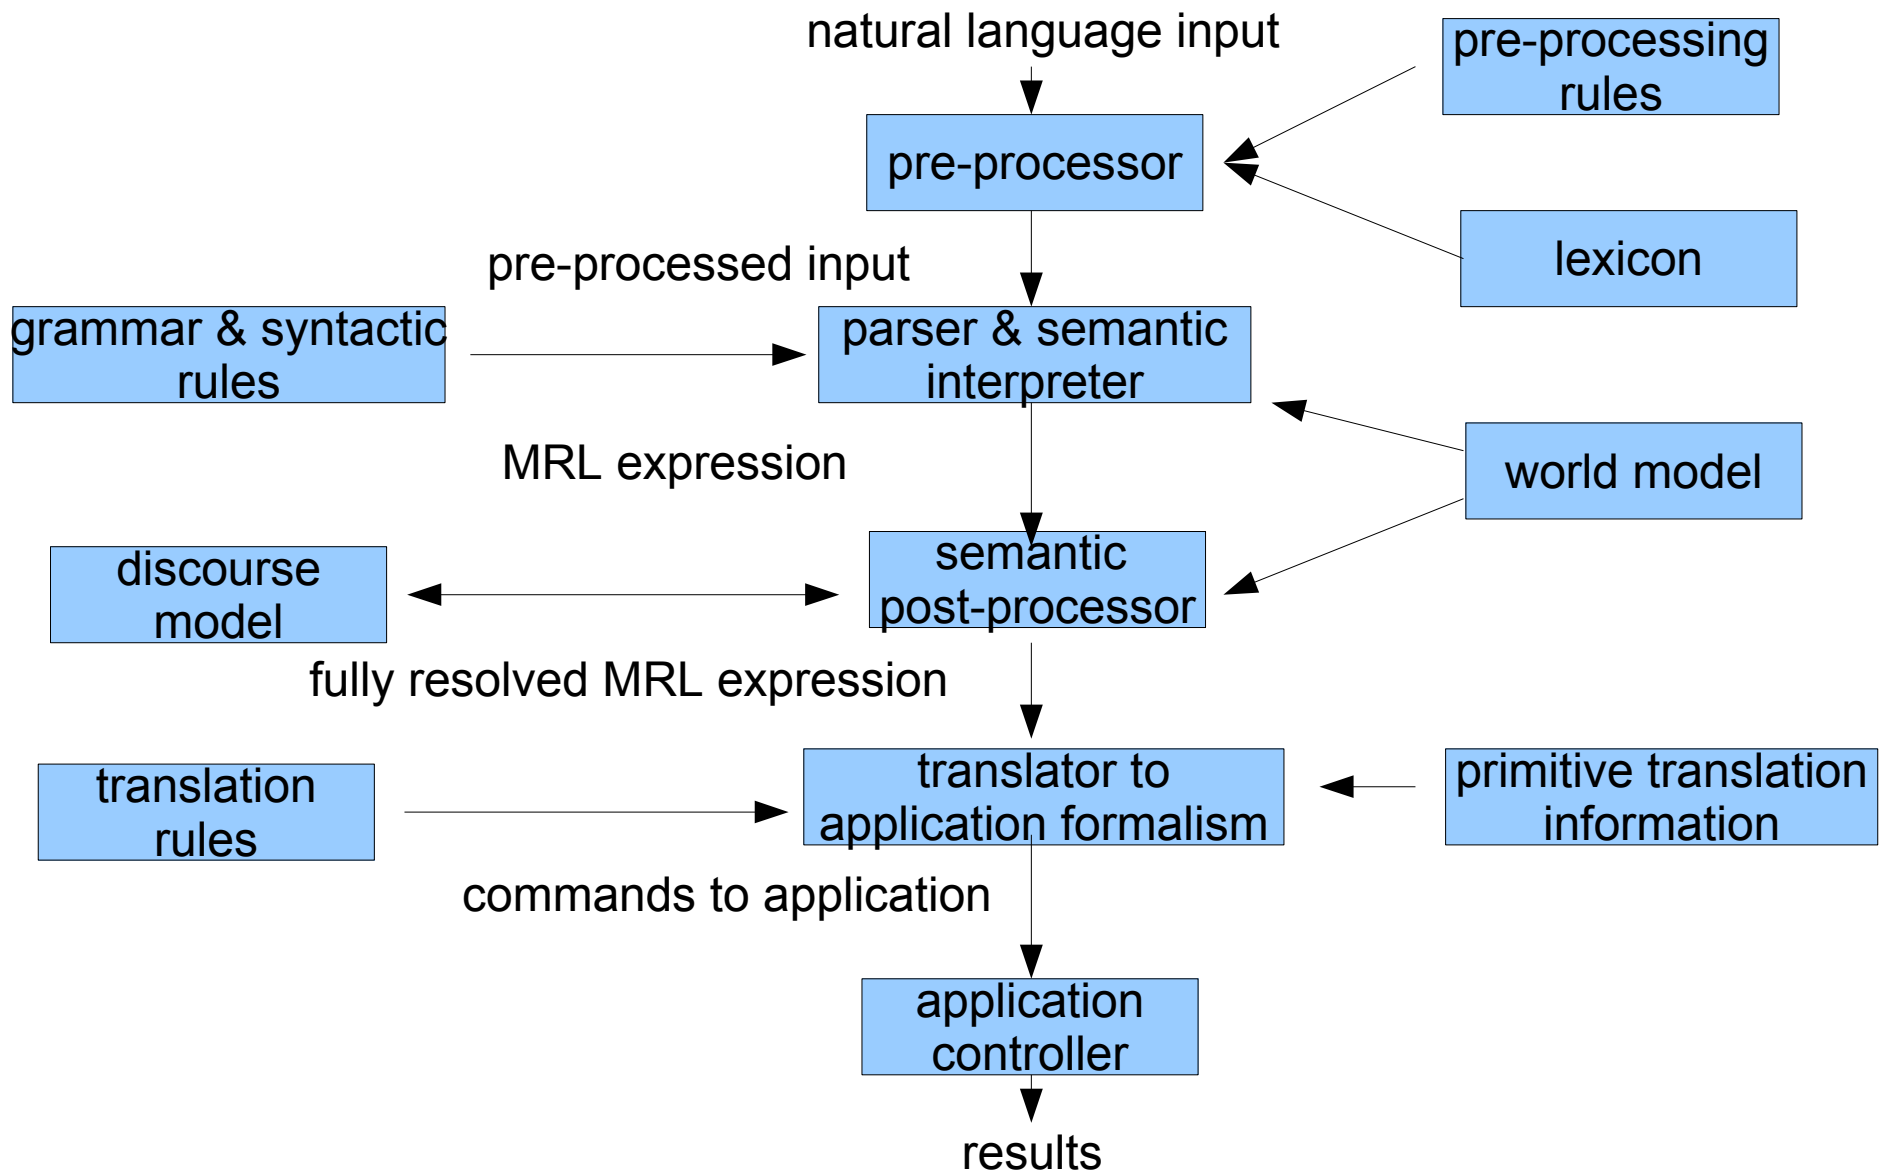 natural language input
pre-processing
rules
pre-processor
lexicon
pre-processed input
grammar & syntactic
rules
parser & semantic
interpreter
MRL expression
world model
discourse
model
semantic
post-processor
fully resolved MRL expression
translation
rules
translator to
application formalism
primitive translation
information
commands to application
application
controller
results